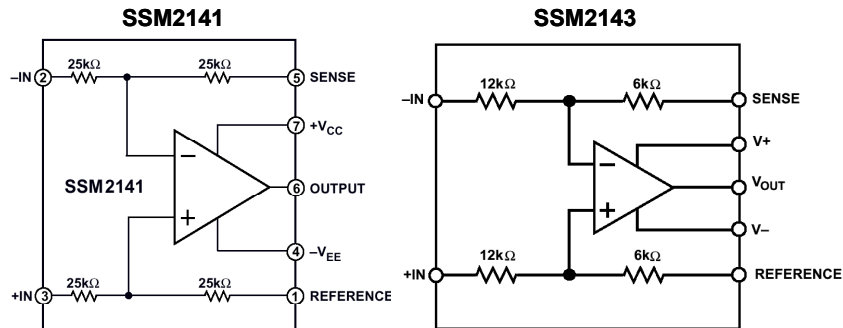 SSM2141
25kΩ
25kΩ
–IN
2
5
SENSE
7
+VCC
–
SSM2141
6
OUTPUT
+
4
–VEE
25kΩ
25kΩ
+IN
3
1
REFERENCE
SSM2143
12kΩ
6kΩ
–IN
SENSE
V+
–
VOUT
+
V–
12kΩ
6kΩ
+IN
REFERENCE